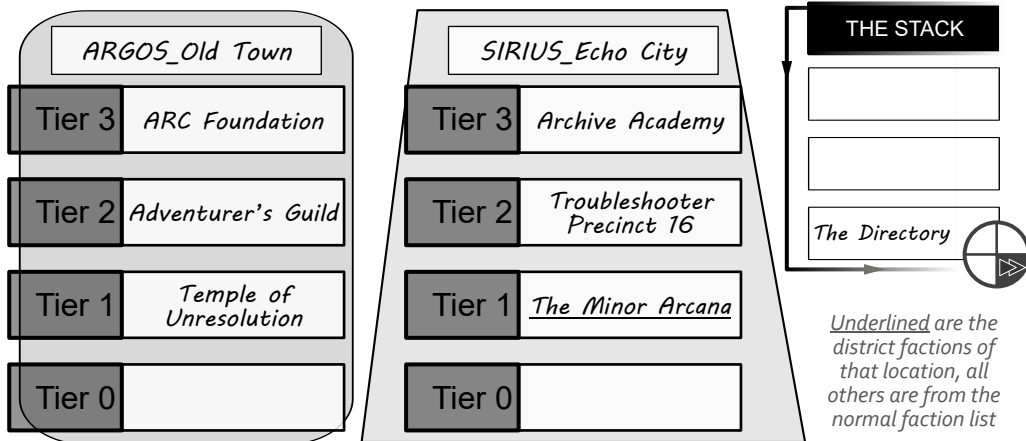 ARGOS_Old Town
Tier 3 ARC Foundation
Tier 2 Adventurer's Guild
Tier 1 Temple of
Unresolution
Tier 0
SIRIUS_Echo City
Tier 3 Archive Academy
Tier 2 Troubleshooter
Precinct 16
Tier 1 The Minor Arcana
Tier 0
THE STACK
The Directory
Underlined are the
district factions of
that location, all
others are from the
normal faction list